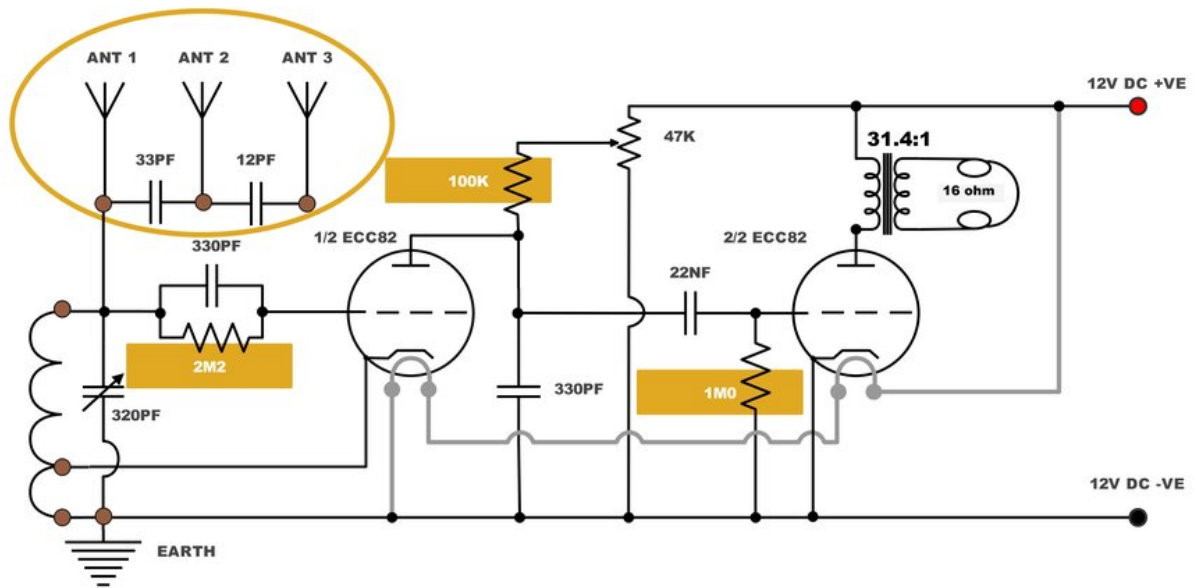 ANT 1
ANT 2
ANT 3
12V DC +VE
33PF
12PF
47K
31.4:1
100K
16 ohm
330PF
1/2 ECC82
2/2 ECC82
22NF
2M2
330PF
1M0
320PF
12V DC -VE
EARTH